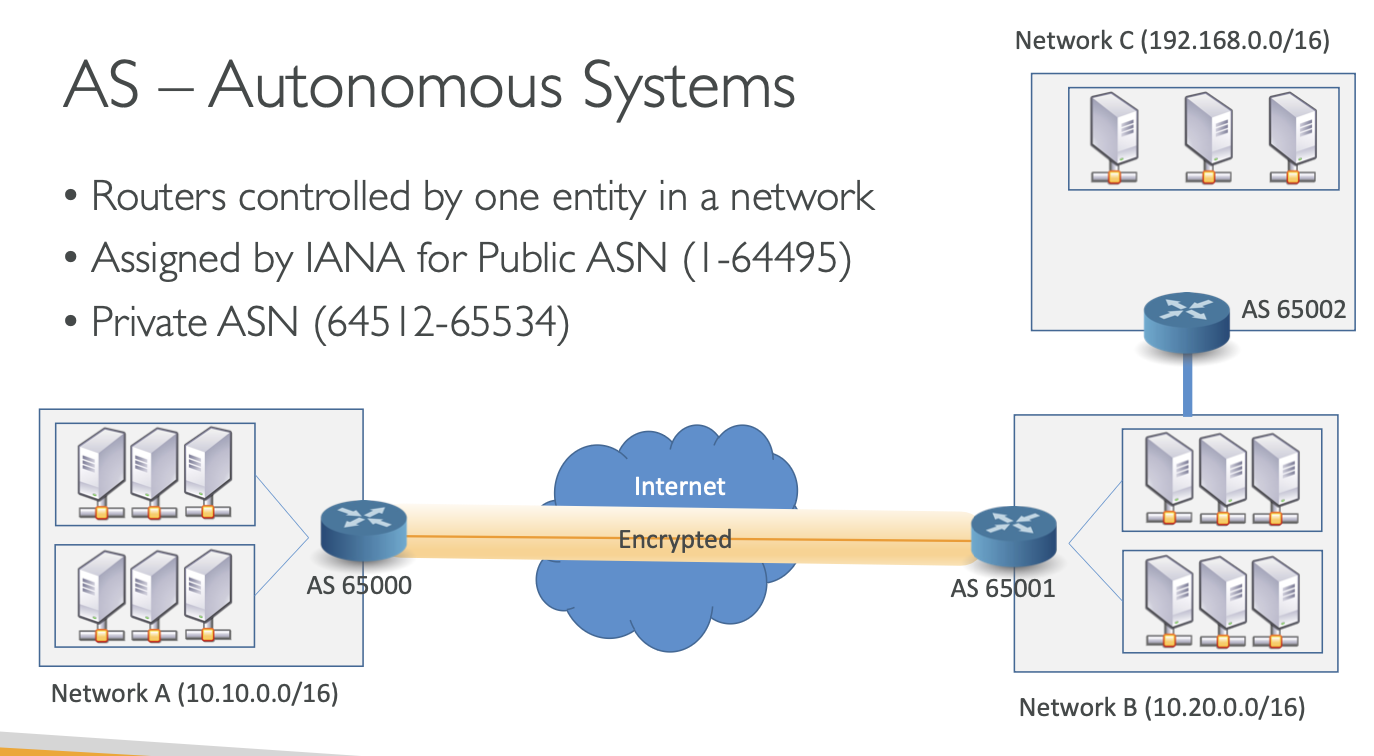 AS – Autonomous Systems
• Routers controlled by one entity in a network
• Assigned by IANA for Public ASN (1-64495)
• Private ASN (64512-65534)
Network C (192.168.0.0/16)
AS 65002
Internet
Encrypted
AS 65000
AS 65001
Network A (10.10.0.0/16)
Network B (10.20.0.0/16)